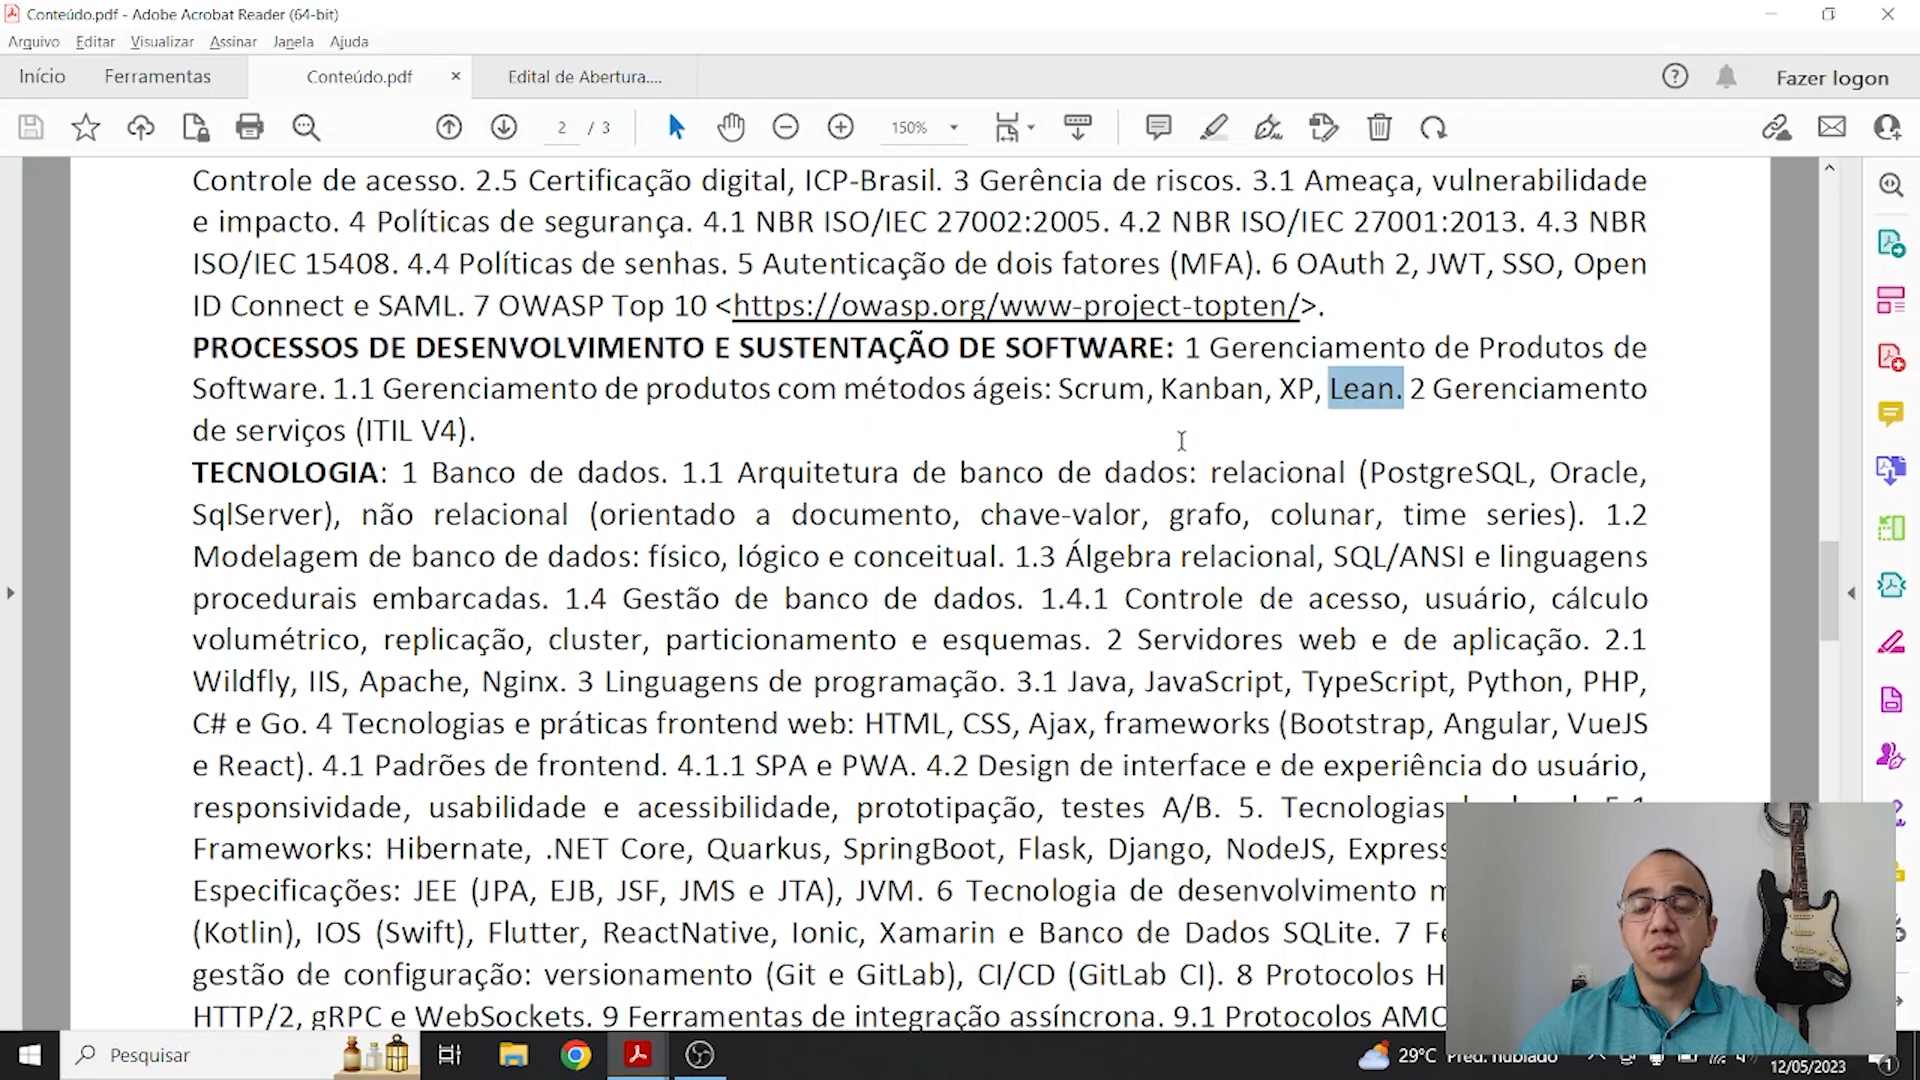 Conteúdo.pdf - Adobe Acrobat Reader (64-bit)
Arquivo Editar Visualizar Assinar Janela Ajuda
Início Ferramentas Conteúdo.pdf × Edital de Abertura.... Fazer logon
2 / 3 150%
Controle de acesso. 2.5 Certificação digital, ICP-Brasil. 3 Gerência de riscos. 3.1 Ameaça, vulnerabilidade
e impacto. 4 Políticas de segurança. 4.1 NBR ISO/IEC 27002:2005. 4.2 NBR ISO/IEC 27001:2013. 4.3 NBR
ISO/IEC 15408. 4.4 Políticas de senhas. 5 Autenticação de dois fatores (MFA). 6 OAuth 2, JWT, SSO, Open
ID Connect e SAML. 7 OWASP Top 10 <https://owasp.org/www-project-topten/>.
PROCESSOS DE DESENVOLVIMENTO E SUSTENTAÇÃO DE SOFTWARE: 1 Gerenciamento de Produtos de
Software. 1.1 Gerenciamento de produtos com métodos ágeis: Scrum, Kanban, XP, Lean. 2 Gerenciamento
de serviços (ITIL V4).
TECNOLOGIA: 1 Banco de dados. 1.1 Arquitetura de banco de dados: relacional (PostgreSQL, Oracle,
SqlServer), não relacional (orientado a documento, chave-valor, grafo, colunar, time series). 1.2
Modelagem de banco de dados: físico, lógico e conceitual. 1.3 Álgebra relacional, SQL/ANSI e linguagens
procedurais embarcadas. 1.4 Gestão de banco de dados. 1.4.1 Controle de acesso, usuário, cálculo
volumétrico, replicação, cluster, particionamento e esquemas. 2 Servidores web e de aplicação. 2.1
Wildfly, IIS, Apache, Nginx. 3 Linguagens de programação. 3.1 Java, JavaScript, TypeScript, Python, PHP,
C# e Go. 4 Tecnologias e práticas frontend web: HTML, CSS, Ajax, frameworks (Bootstrap, Angular, VueJS
e React). 4.1 Padrões de frontend. 4.1.1 SPA e PWA. 4.2 Design de interface e de experiência do usuário,
responsividade, usabilidade e acessibilidade, prototipação, testes A/B. 5. Tecnologias
Frameworks: Hibernate, .NET Core, Quarkus, SpringBoot, Flask, Django, NodeJS, Express
Especificações: JEE (JPA, EJB, JSF, JMS e JTA), JVM. 6 Tecnologia de desenvolvimento
(Kotlin), IOS (Swift), Flutter, ReactNative, Ionic, Xamarin e Banco de Dados SQLite. 7
gestão de configuração: versionamento (Git e GitLab), CI/CD (GitLab CI). 8 Protocolos
HTTP/2, gRPC e WebSockets. 9 Ferramentas de integração assíncrona. 9.1 Protocolos
Pesquisar 29°C Pred. nublado 12/05/2023 1